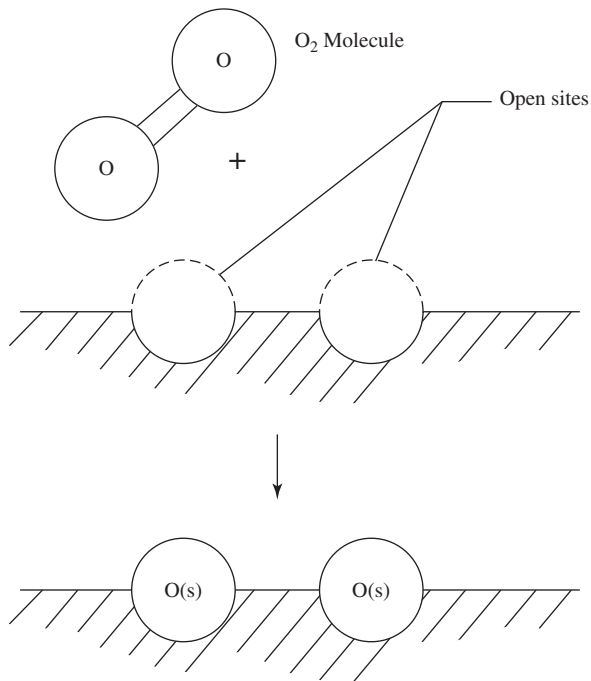 O
O₂ Molecule
Open sites
O
+
O(s)
O(s)